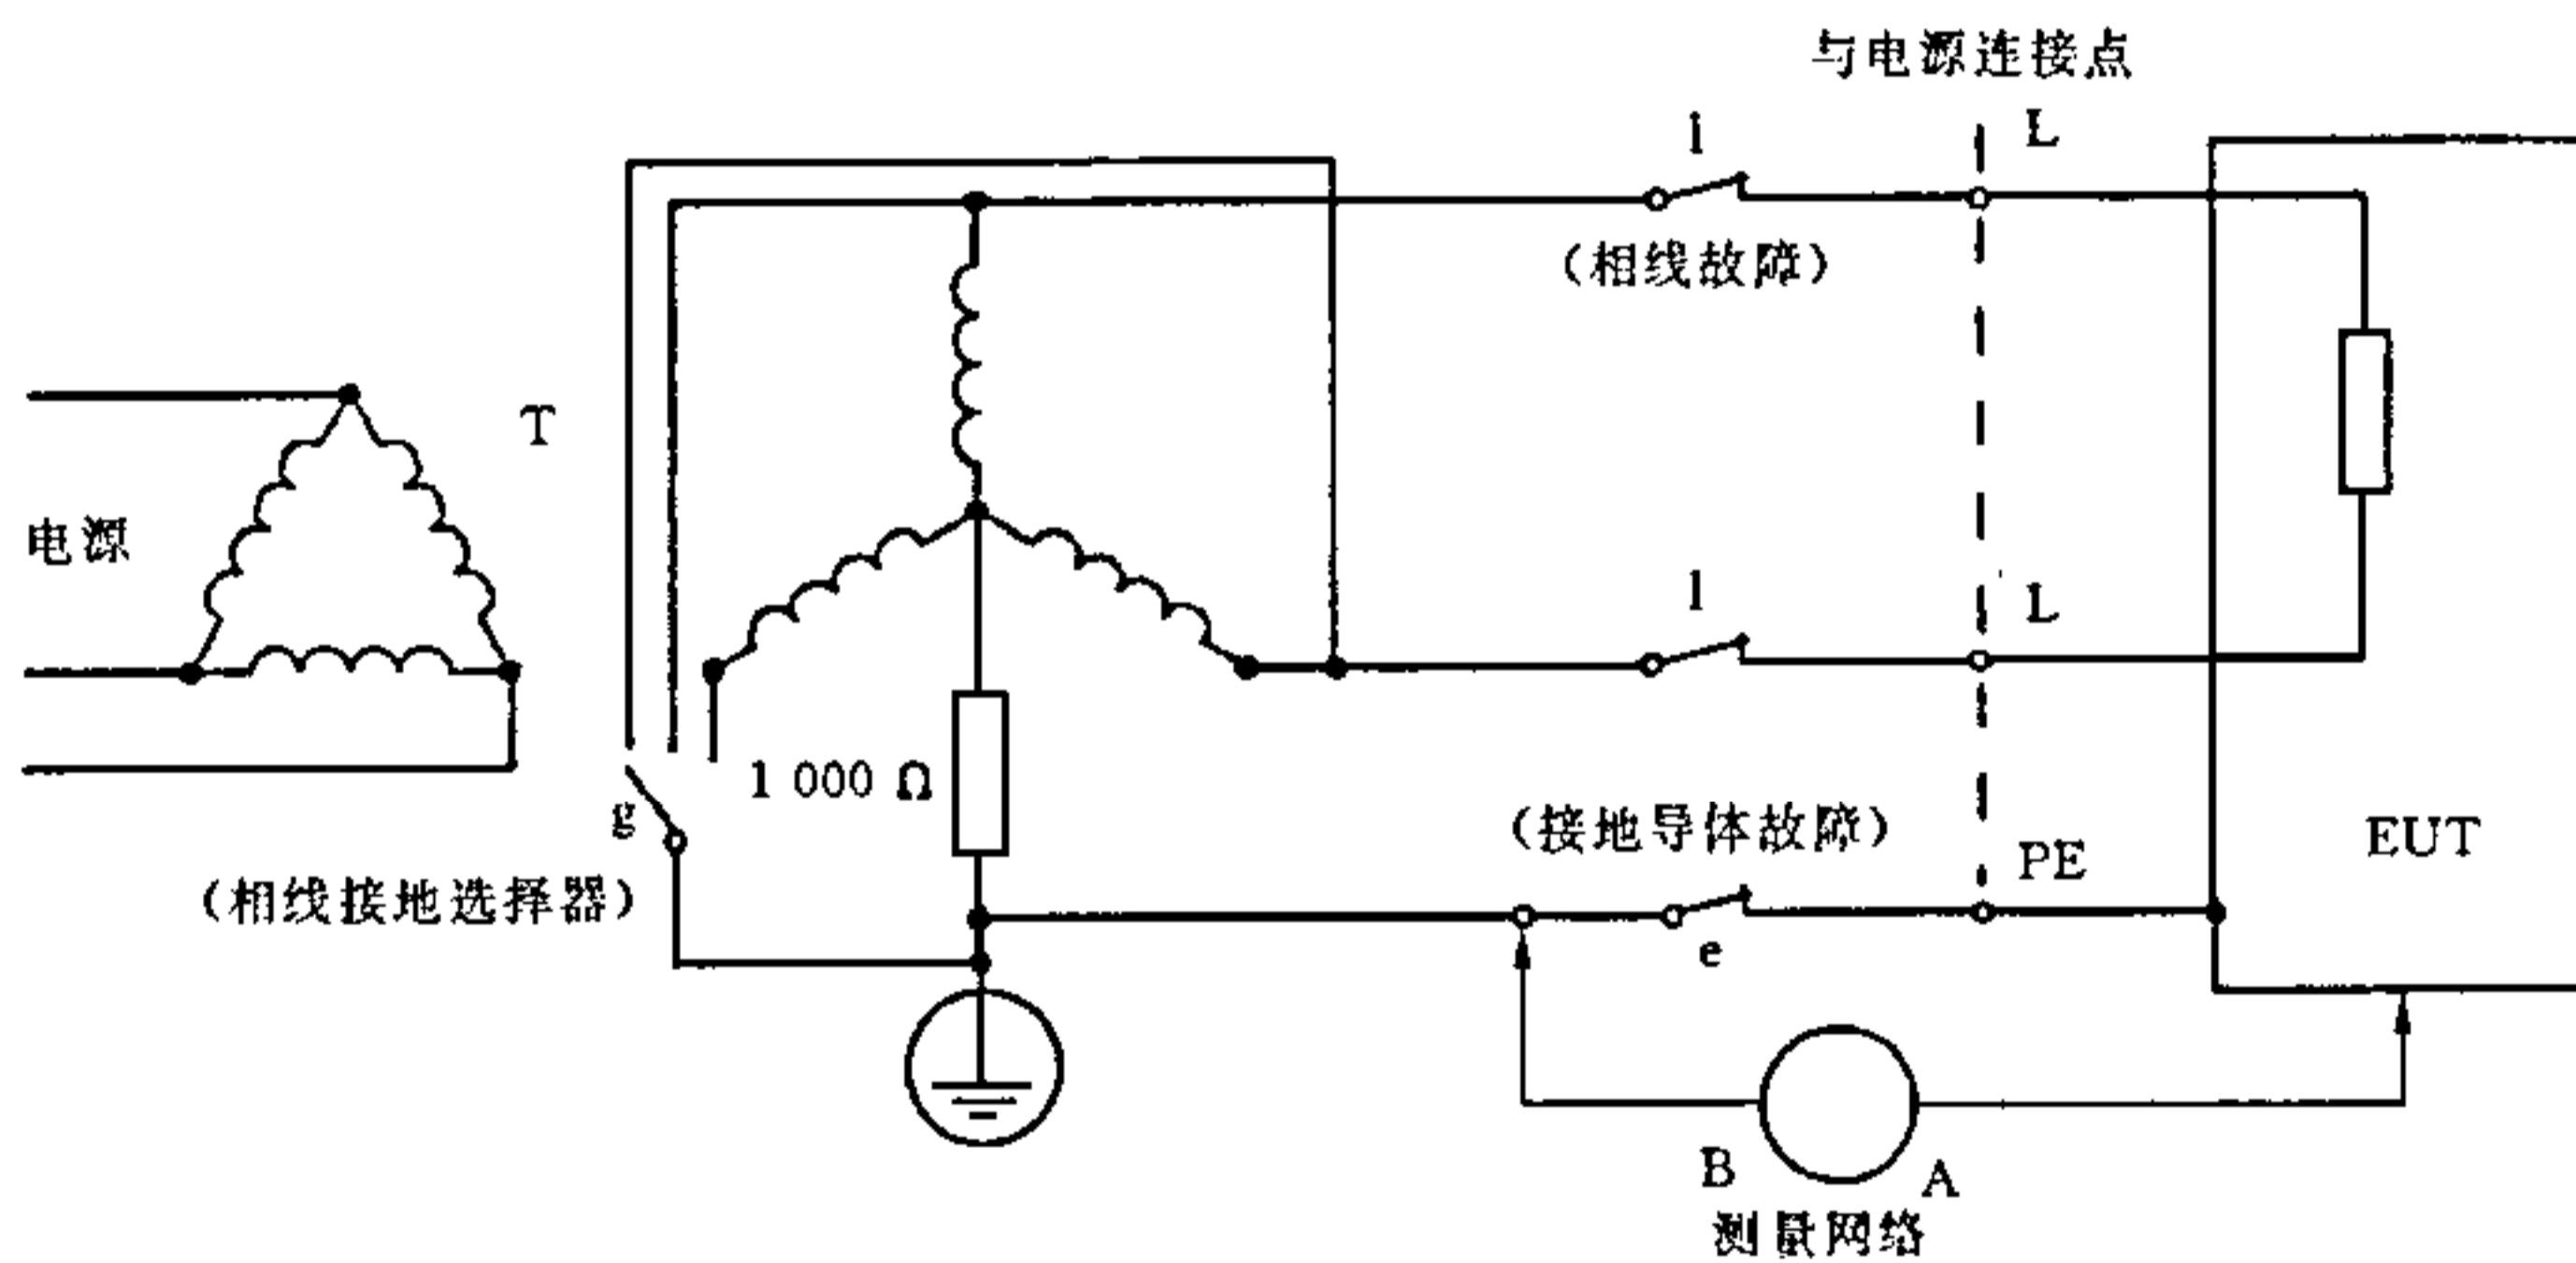 与电源连接点
l
L
(相线故障)
T
电源
l
L
1 000 Ω
g
(接地导体故障)
PE
EUT
(相线接地选择器)
e
B
A
测量网络